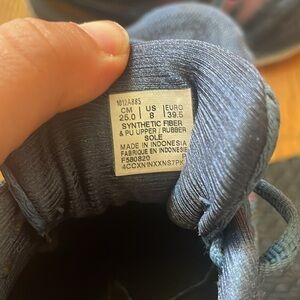 1012A885
CM US EURO
25.0 8 39.5
SYNTHETIC FIBER
& PU UPPER / RUBBER
SOLE
MADE IN INDONESIA
FABRIQUE EN INDONESIE
F580820 P
4CCXN1NXXNS7PK